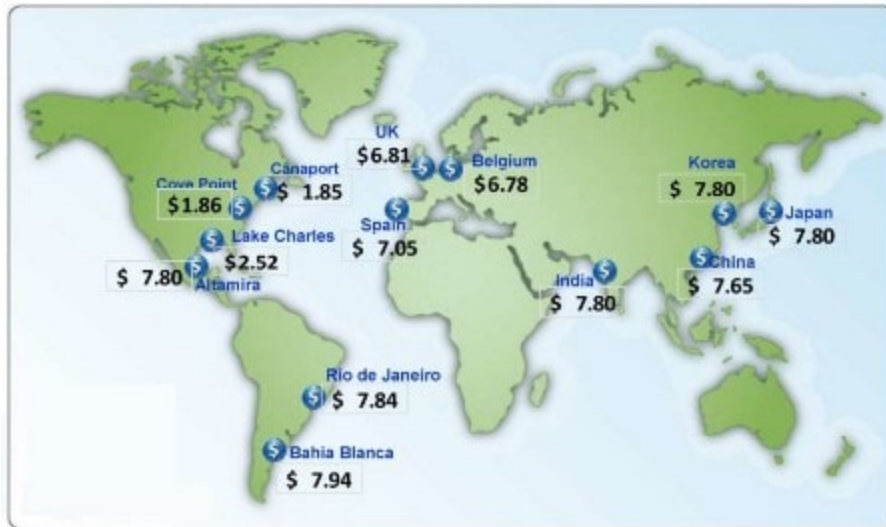 UK
$6.81
Belgium
$6.78
Canaport
$ 1.85
Cove Point
$1.86
Korea
$ 7.80
Japan
$ 7.80
Spain
$ 7.05
Lake Charles
$2.52
$ 7.80
Altamira
India
$ 7.80
China
$ 7.65
Rio de Janeiro
$ 7.84
Bahia Blanca
$ 7.94